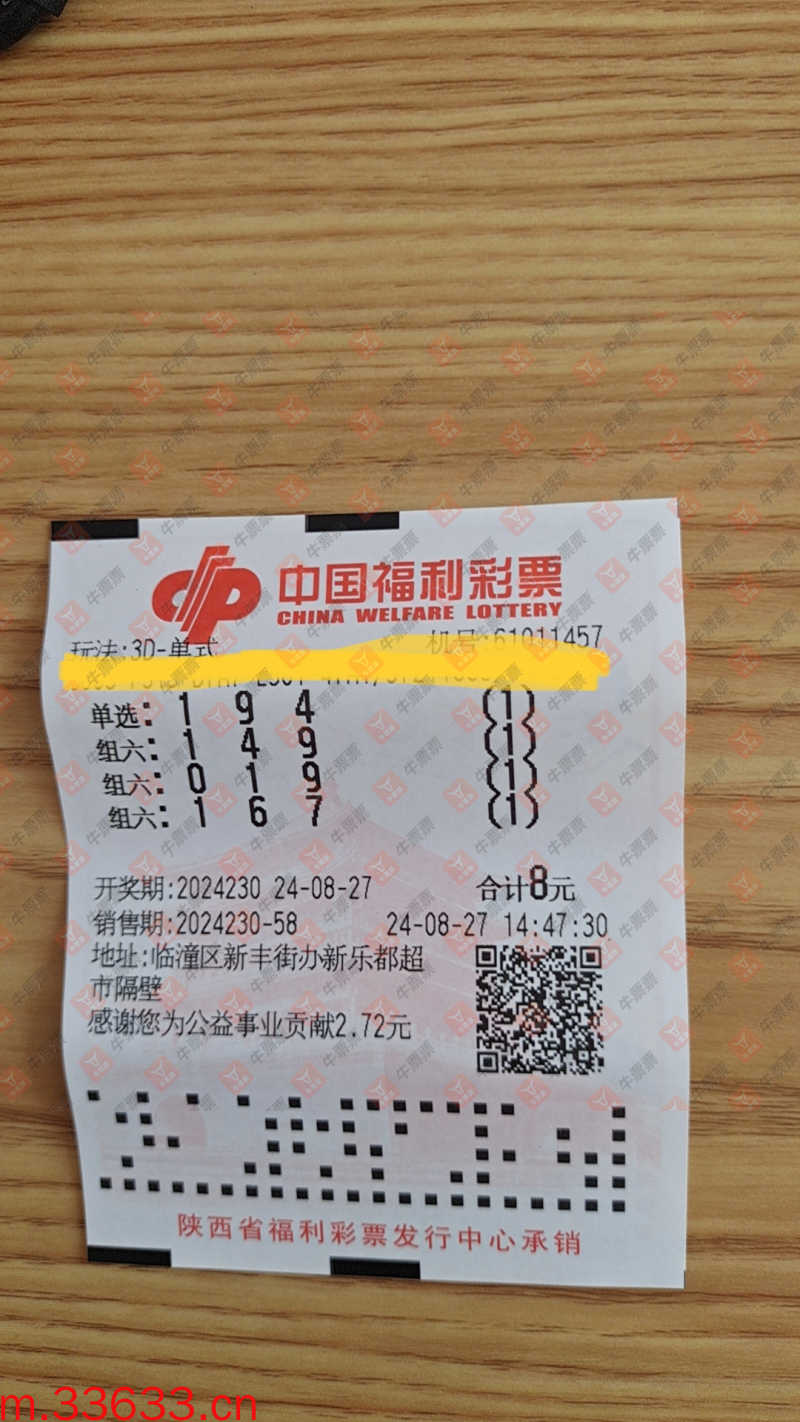 中国福利彩票
CHINA WELFARE LOTTERY
玩法:3D-单式 机号:61011457
单选: 1 9 4 (1)
组六: 1 4 9 (1)
组六: 0 1 9 (1)
组六: 1 6 7 (1)
开奖期:2024230 24-08-27 合计8元
销售期:2024230-58 24-08-27 14:47:30
地址:临潼区新丰街办新乐都超
市隔壁
感谢您为公益事业贡献2.72元
陕西省福利彩票发行中心承销
牛票票
m.33633.cn